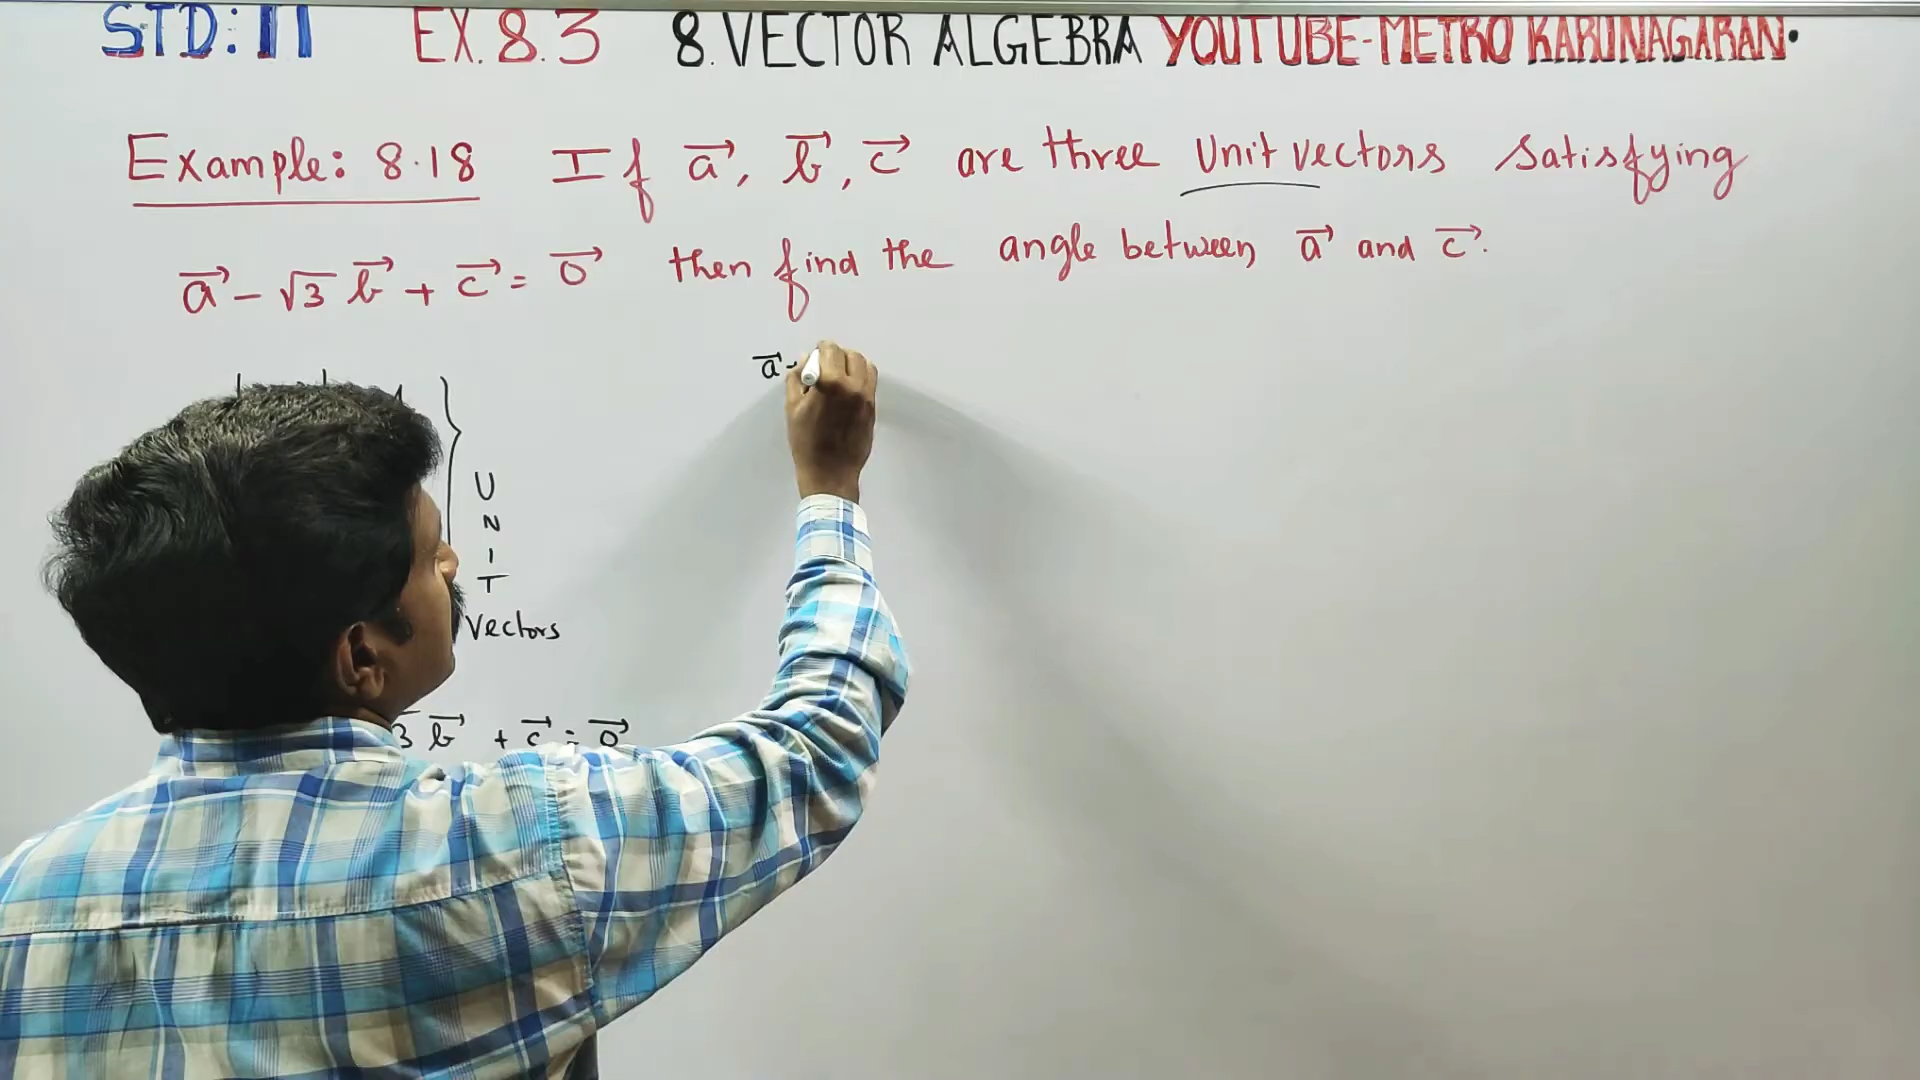 STD: 11 EX. 8.3 8. VECTOR ALGEBRA YOUTUBE-METRO KARUNAGARAN.
Example: 8.18 If a⃗, b⃗, c⃗ are three Unit vectors satisfying
a⃗ - √3 b⃗ + c⃗ = 0⃗ then find the angle between a⃗ and c⃗.
a⃗
U
N
I
T
Vectors
3 b⃗ + c⃗ = 0⃗